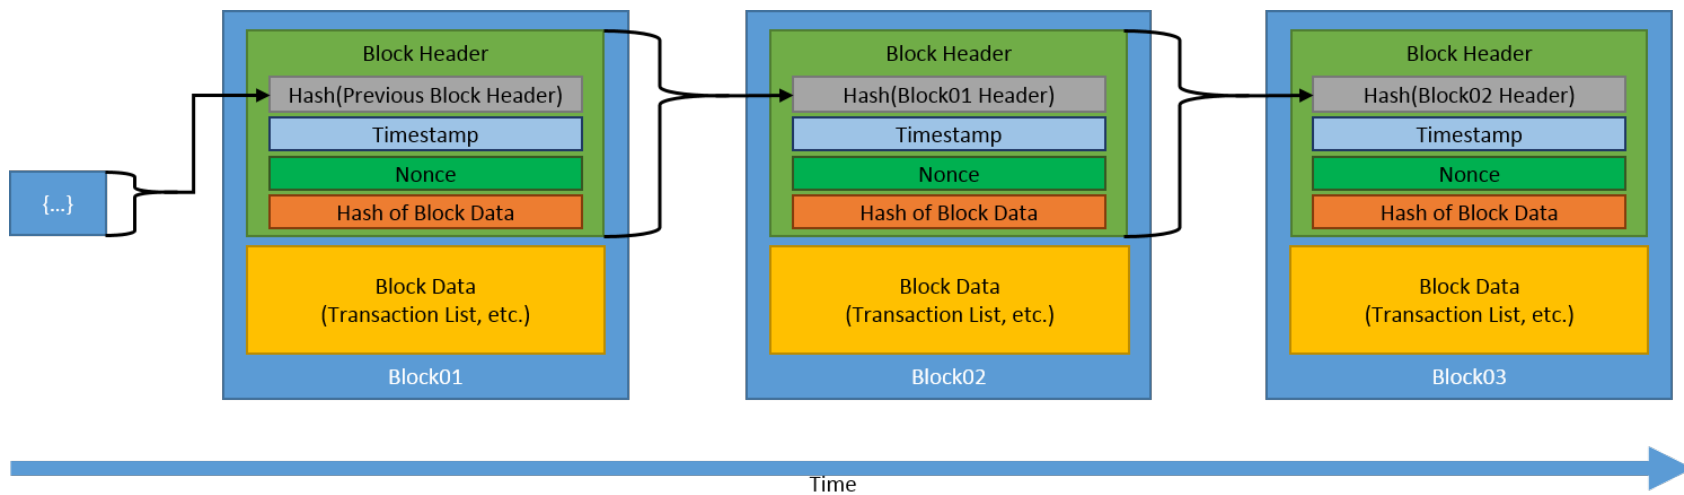 {...}
Block Header
Hash(Previous Block Header)
Timestamp
Nonce
Hash of Block Data
Block Data
(Transaction List, etc.)
Block01
Block Header
Hash(Block01 Header)
Timestamp
Nonce
Hash of Block Data
Block Data
(Transaction List, etc.)
Block02
Block Header
Hash(Block02 Header)
Timestamp
Nonce
Hash of Block Data
Block Data
(Transaction List, etc.)
Block03
Time